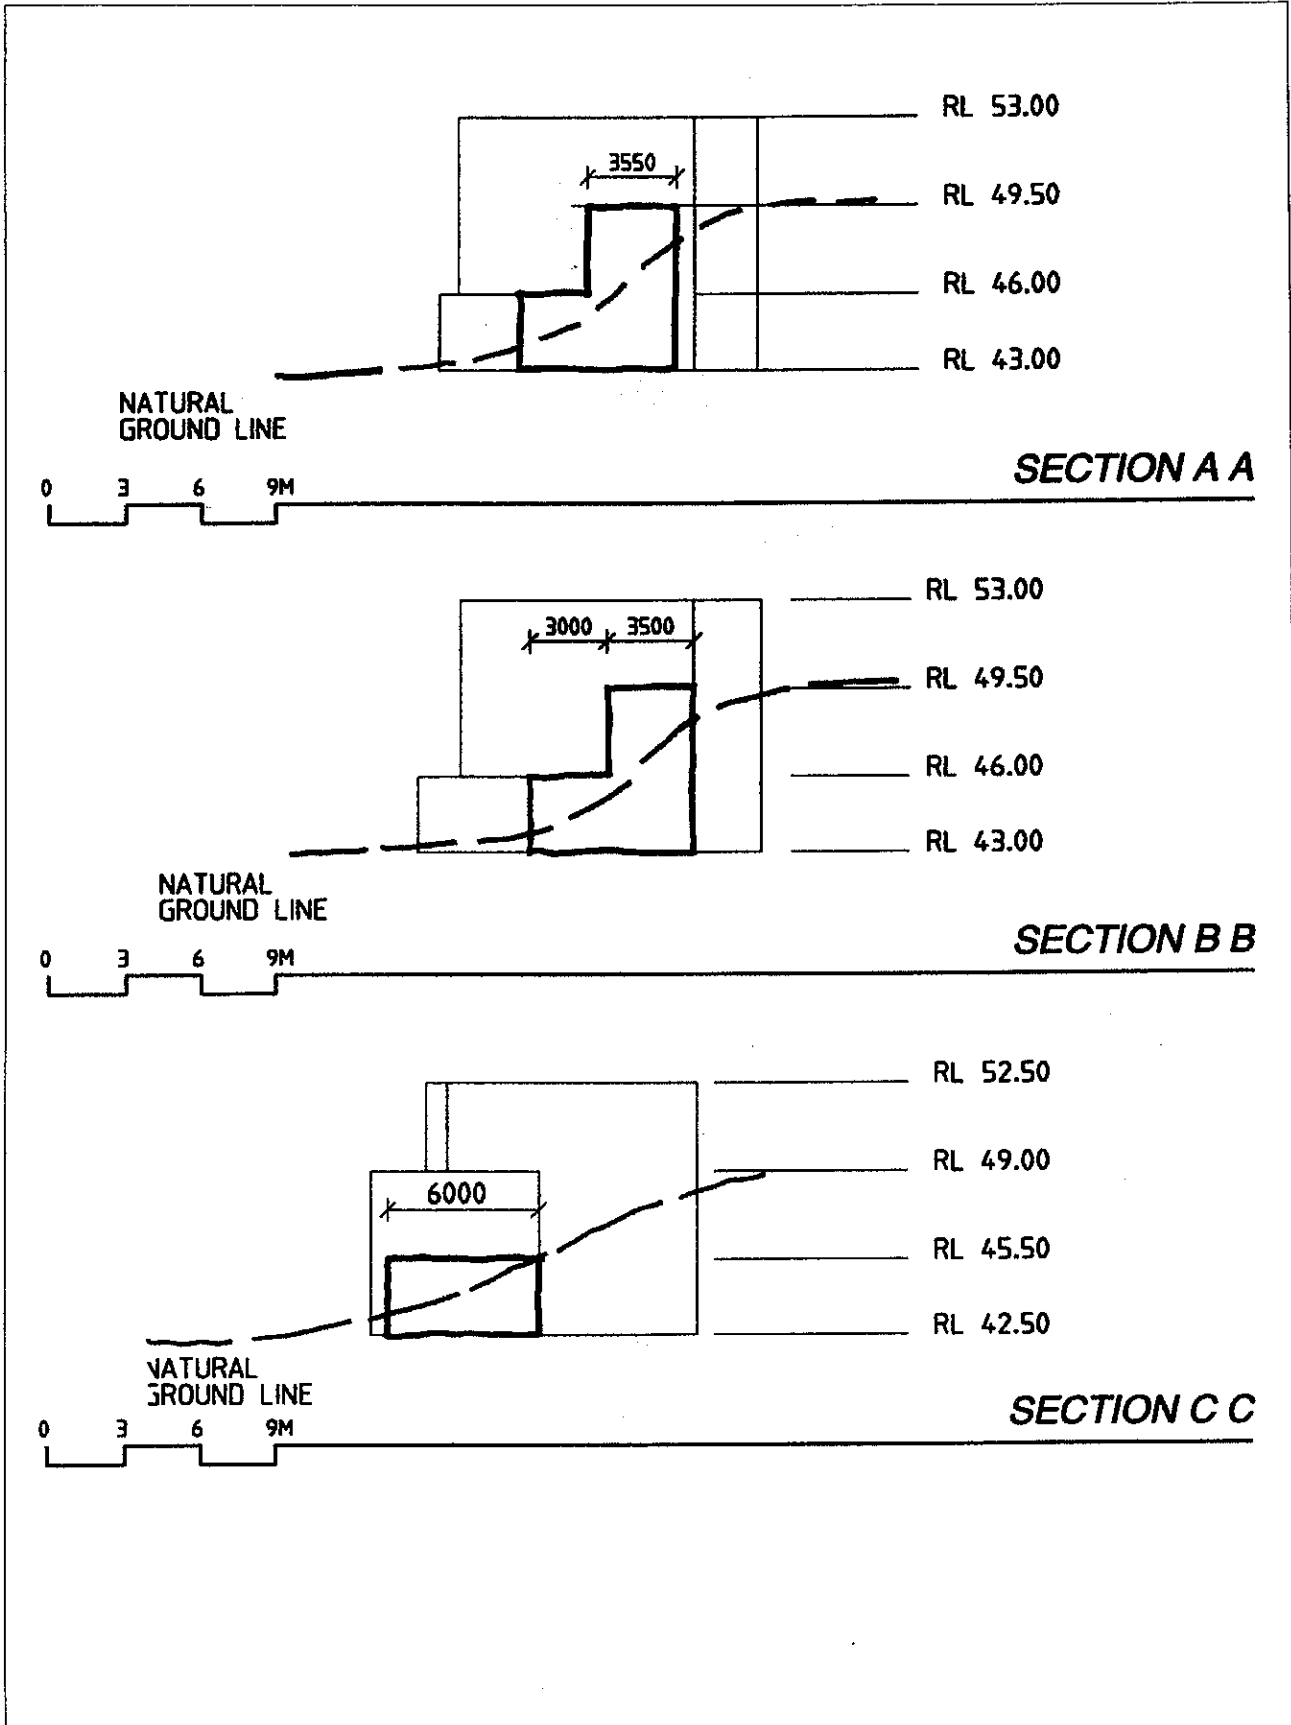 RL 53.00
3550
RL 49.50
RL 46.00
RL 43.00
NATURAL
GROUND LINE
SECTION A A
0 3 6 9M
RL 53.00
3000 3500
RL 49.50
RL 46.00
RL 43.00
NATURAL
GROUND LINE
SECTION B B
0 3 6 9M
RL 52.50
RL 49.00
6000
RL 45.50
RL 42.50
NATURAL
GROUND LINE
SECTION C C
0 3 6 9M